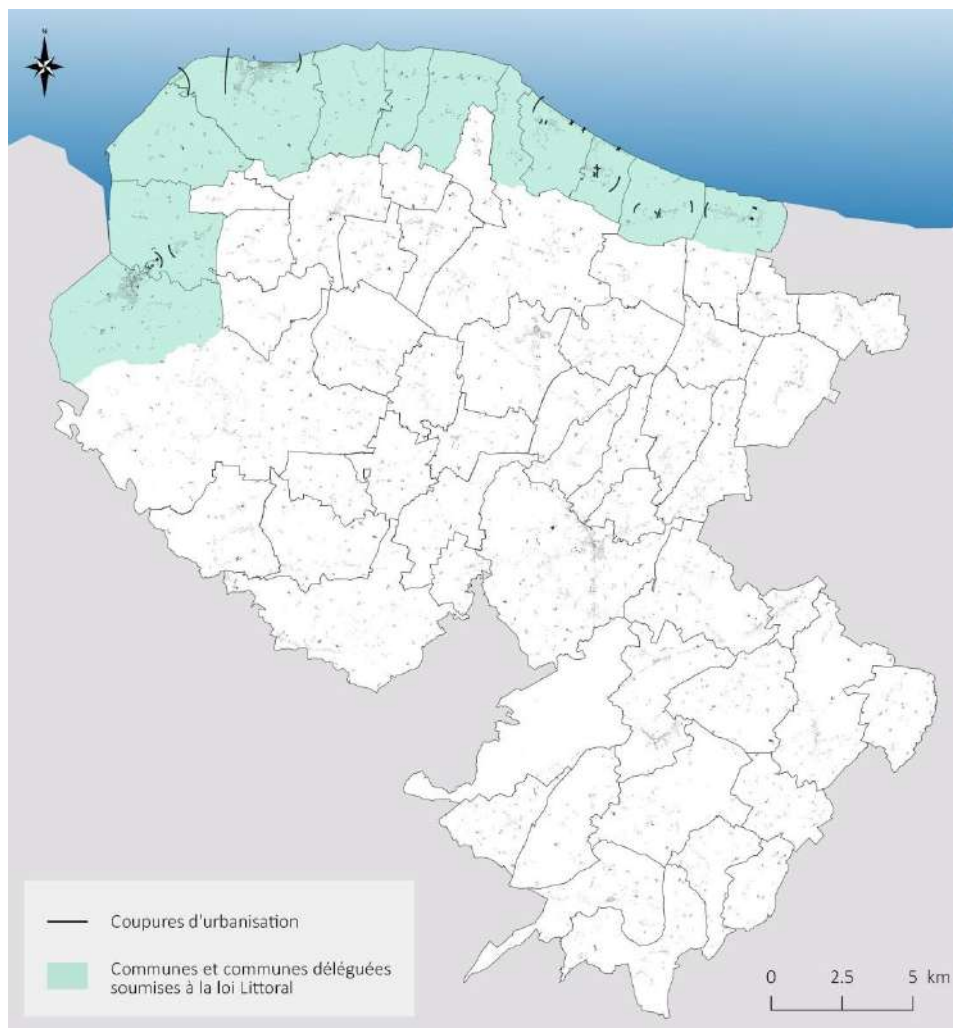 N
Coupures d'urbanisation
Communes et communes déléguées
soumises à la loi Littoral
0 2.5 5 km